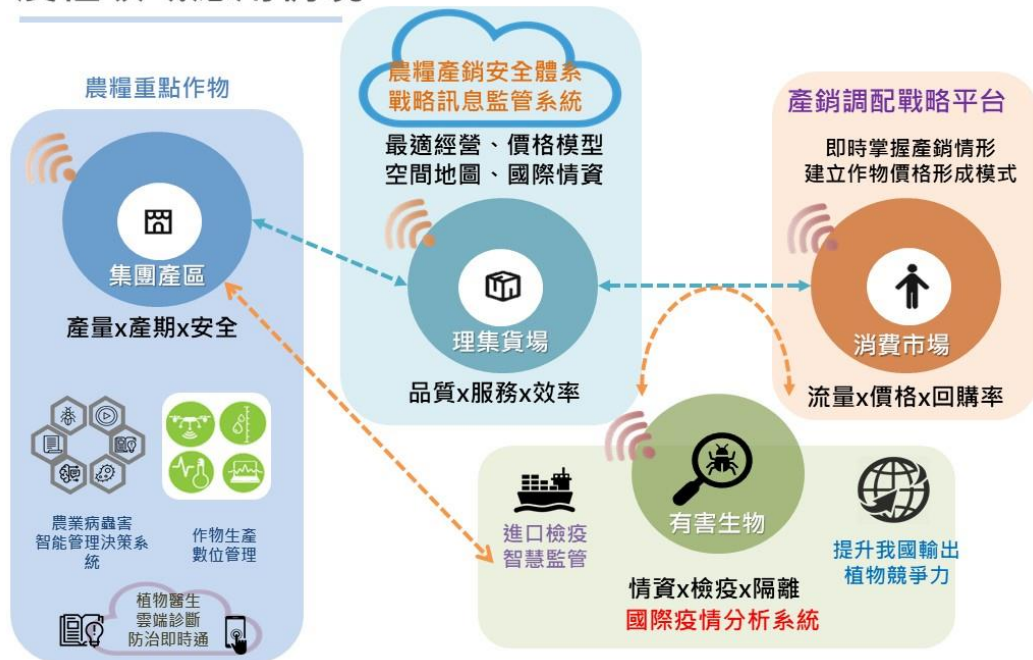 農糧重點作物
集團產區
產量x產期x安全
農業病蟲害
智能管理決策系
統
作物生產
數位管理
植物醫生
雲端診斷
防治即時通
農糧產銷安全體系
戰略訊息監管系統
最適經營、價格模型
空間地圖、國際情資
理集貨場
品質x服務x效率
產銷調配戰略平台
即時掌握產銷情形
建立作物價格形成模式
消費市場
流量x價格x回購率
進口檢疫
智慧監管
有害生物
情資x檢疫x隔離
國際疫情分析系統
提升我國輸出
植物競爭力